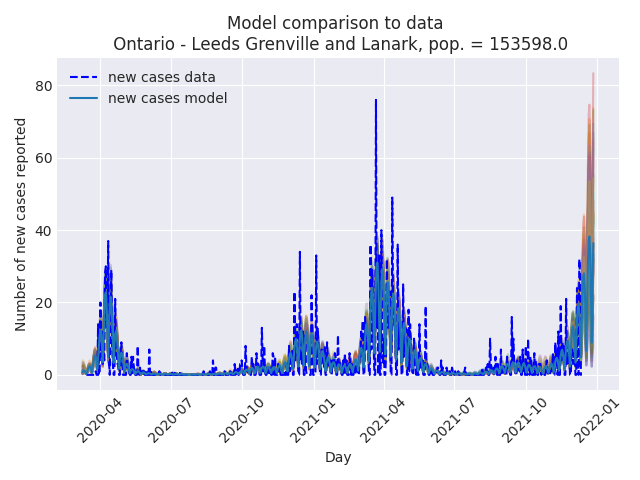 Model comparison to data
Ontario - Leeds Grenville and Lanark, pop. = 153598.0
new cases data
new cases model
Number of new cases reported
80
60
40
20
0
2020-04
2020-07
2020-10
2021-01
2021-04
2021-07
2021-10
2022-01
Day